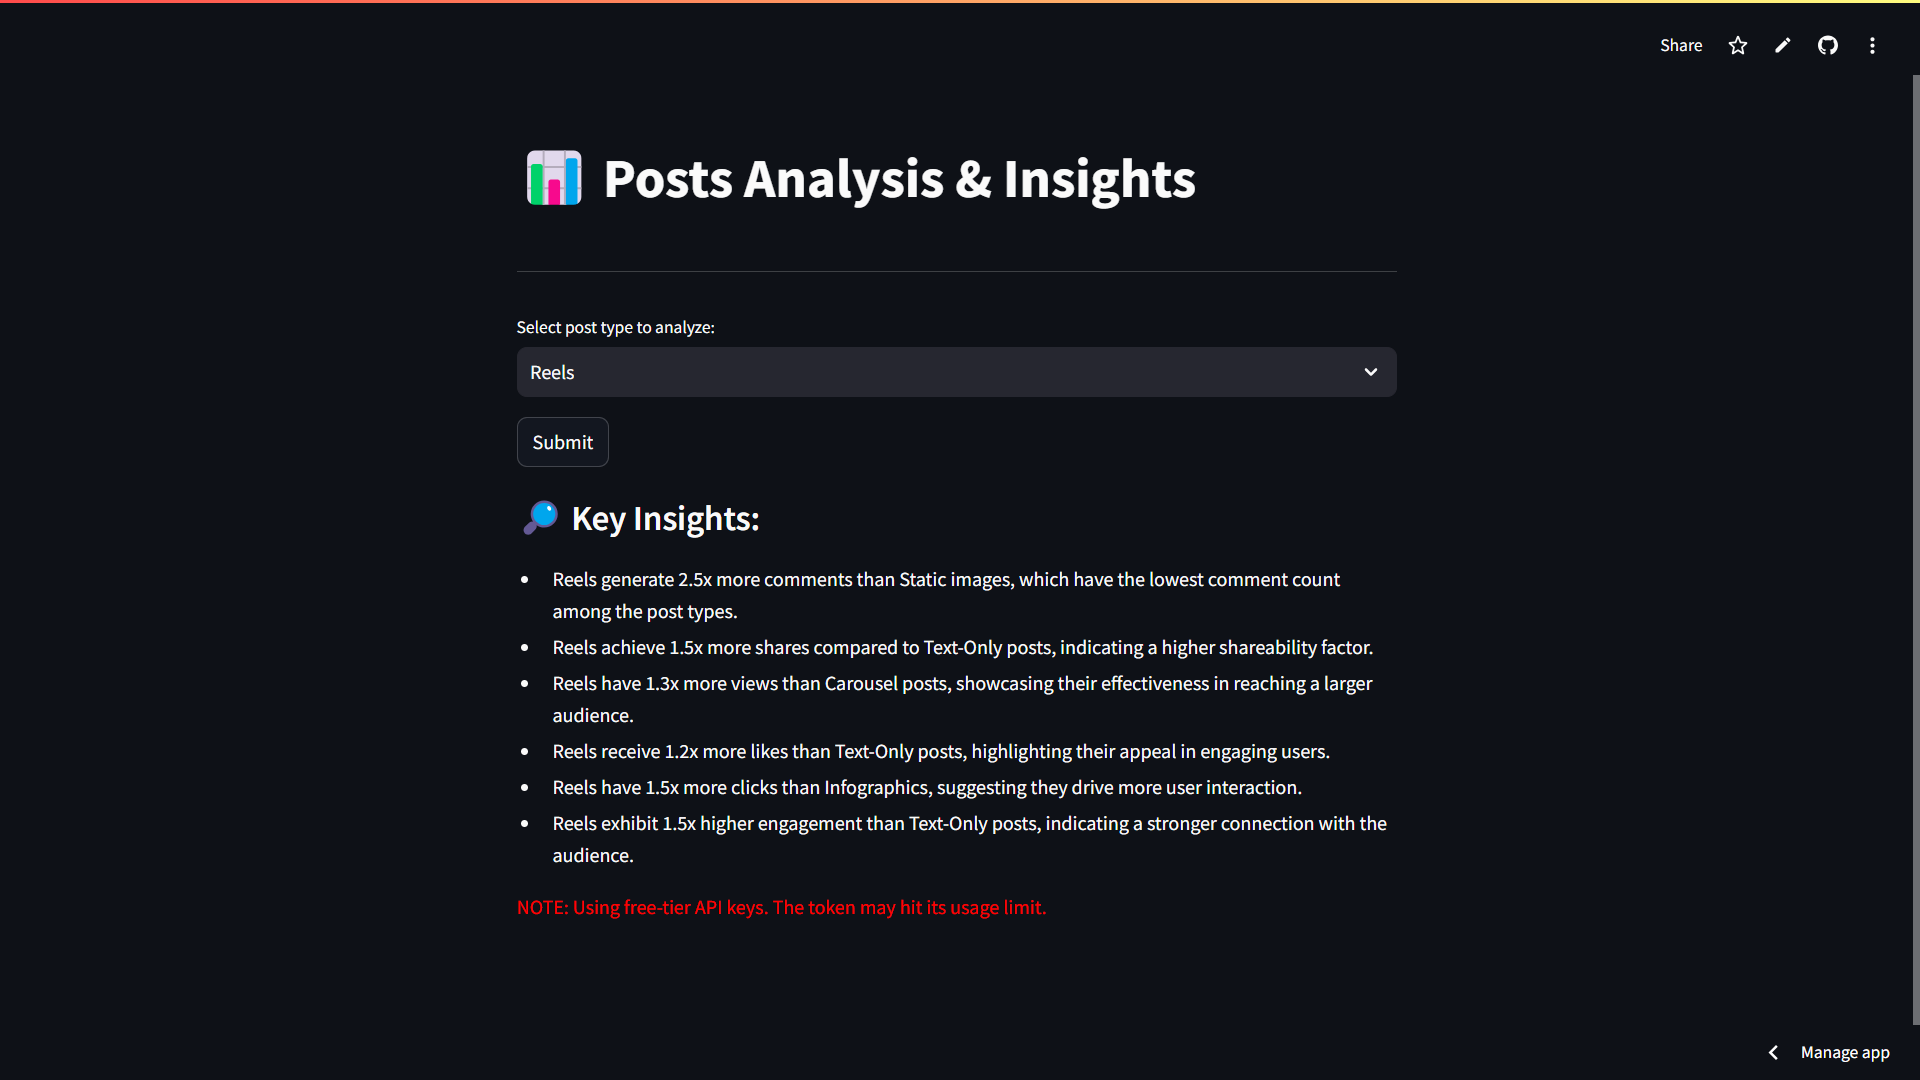 Share
Posts Analysis & Insights
Select post type to analyze:
Reels
Submit
Key Insights:
Reels generate 2.5x more comments than Static images, which have the lowest comment count
among the post types.
Reels achieve 1.5x more shares compared to Text-Only posts, indicating a higher shareability factor.
Reels have 1.3x more views than Carousel posts, showcasing their effectiveness in reaching a larger
audience.
Reels receive 1.2x more likes than Text-Only posts, highlighting their appeal in engaging users.
Reels have 1.5x more clicks than Infographics, suggesting they drive more user interaction.
Reels exhibit 1.5x higher engagement than Text-Only posts, indicating a stronger connection with the
audience.
NOTE: Using free-tier API keys. The token may hit its usage limit.
Manage app